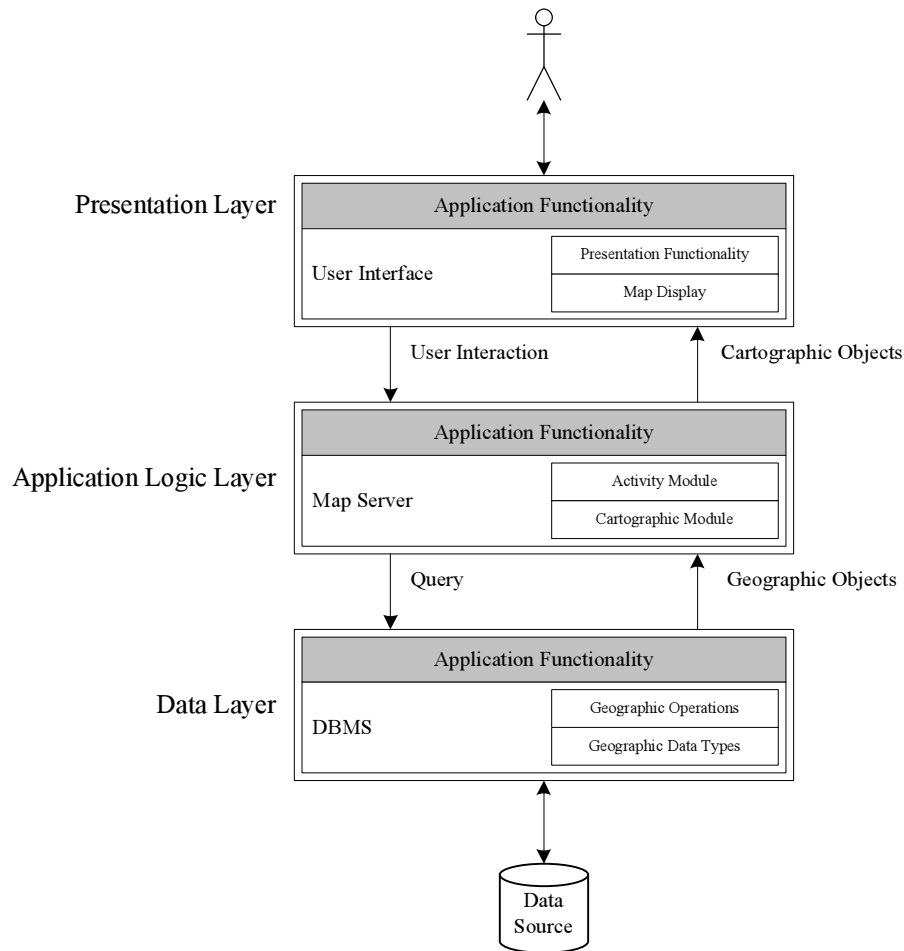 Presentation Layer
Application Functionality
User Interface
Presentation Functionality
Map Display
User Interaction
Cartographic Objects
Application Logic Layer
Application Functionality
Map Server
Activity Module
Cartographic Module
Query
Geographic Objects
Data Layer
Application Functionality
DBMS
Geographic Operations
Geographic Data Types
Data
Source